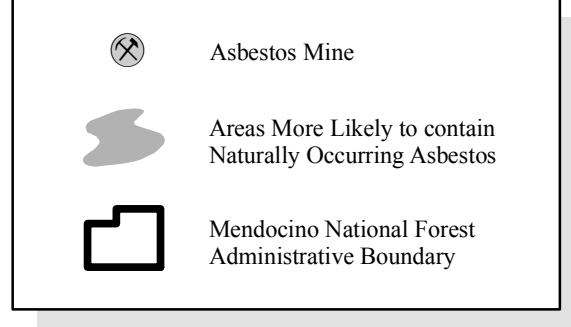 Asbestos Mine
Areas More Likely to contain
Naturally Occurring Asbestos
Mendocino National Forest
Administrative Boundary